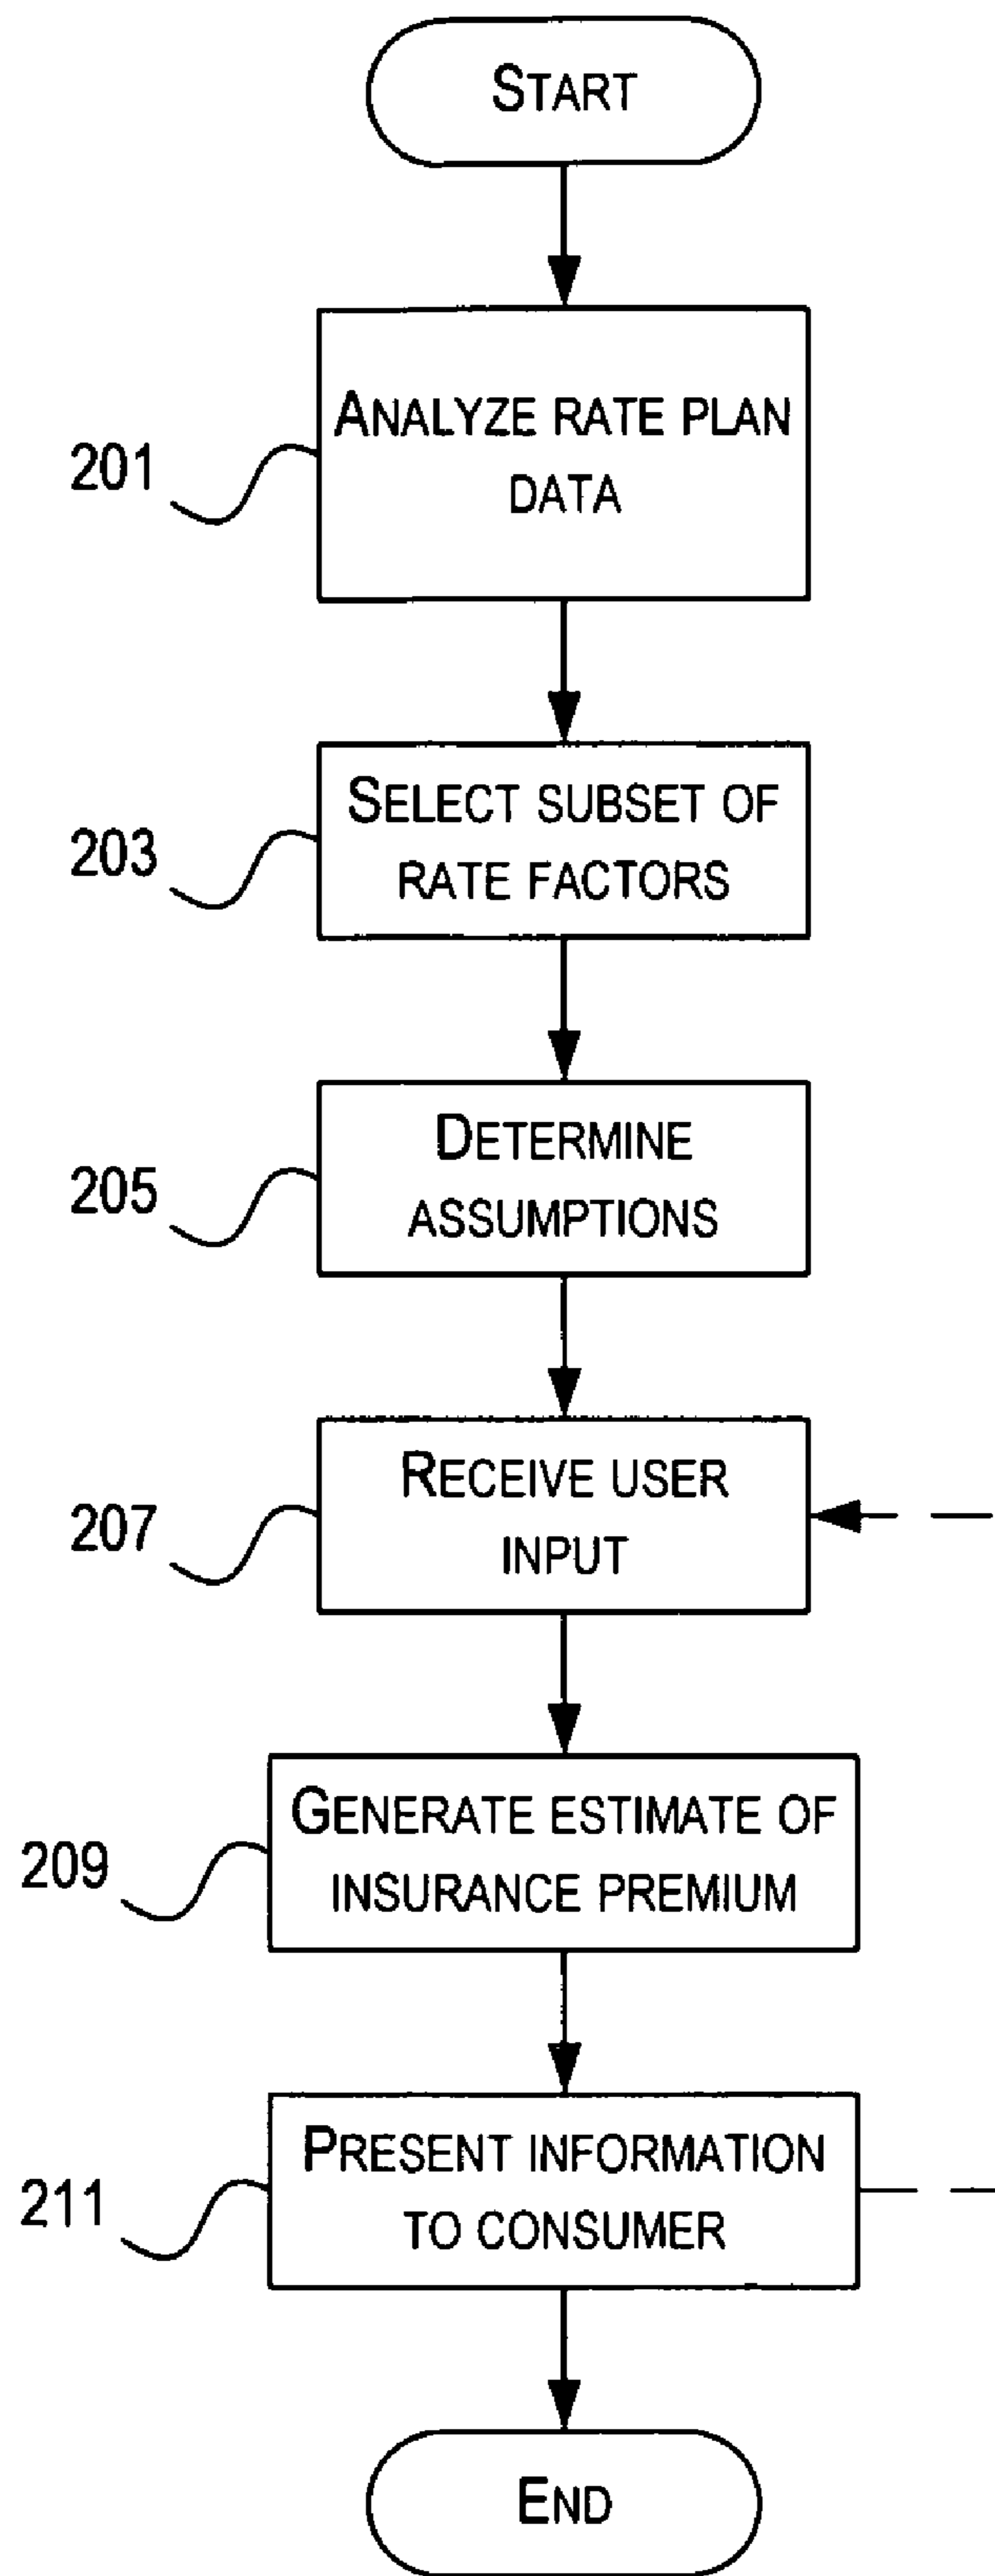 START
ANALYZE RATE PLAN
DATA
201
SELECT SUBSET OF
RATE FACTORS
203
DETERMINE
ASSUMPTIONS
205
RECEIVE USER
INPUT
207
GENERATE ESTIMATE OF
INSURANCE PREMIUM
209
PRESENT INFORMATION
TO CONSUMER
211
END